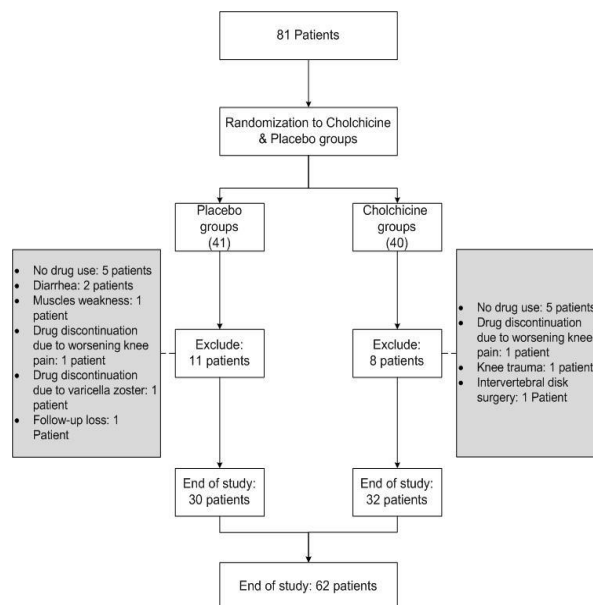 81 Patients
Randomization to Cholchicine
& Placebo groups
Placebo
groups
(41)
Cholchicine
groups
(40)
• No drug use: 5 patients
• Diarrhea: 2 patients
• Muscles weakness: 1
patient
• Drug discontinuation
due to worsening knee
pain: 1 patient
• Drug discontinuation
due to varicella zoster: 1
patient
• Follow-up loss: 1
Patient
Exclude:
11 patients
Exclude:
8 patients
• No drug use: 5 patients
• Drug discontinuation
due to worsening knee
pain: 1 patient
• Knee trauma: 1 patient
• Intervertebral disk
surgery: 1 Patient
End of study:
30 patients
End of study:
32 patients
End of study: 62 patients